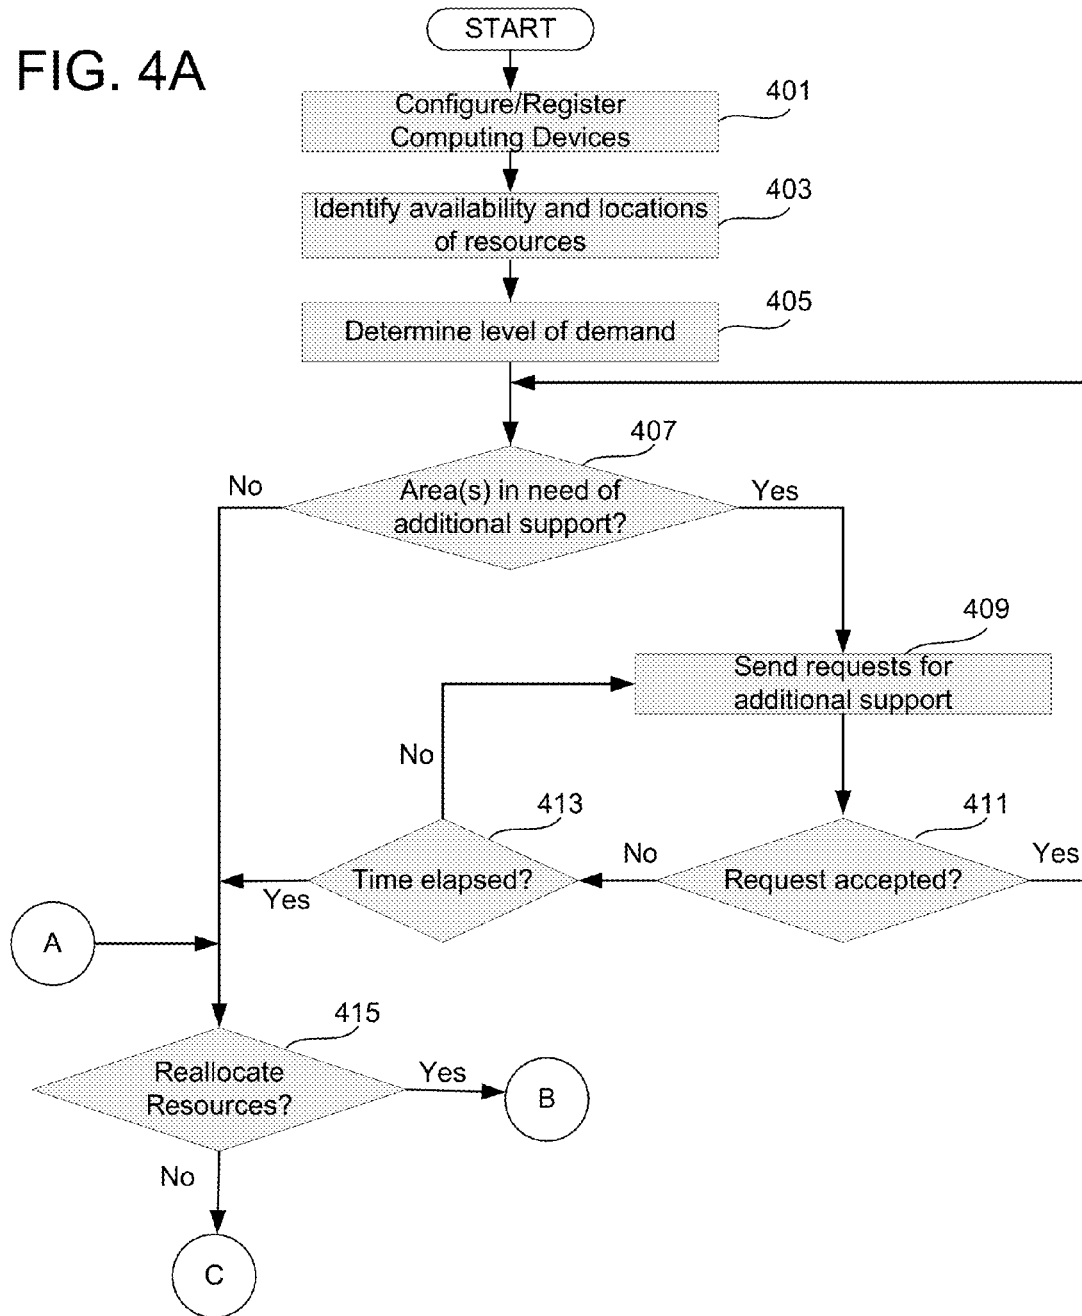 START
FIG. 4A
401
Configure/Register
Computing Devices
403
Identify availability and locations
of resources
405
Determine level of demand
407
No
Area(s) in need of
additional support?
Yes
409
Send requests for
additional support
No
413
411
Time elapsed?
Yes
No
Request accepted?
Yes
A
415
Reallocate
Resources?
Yes
B
No
C